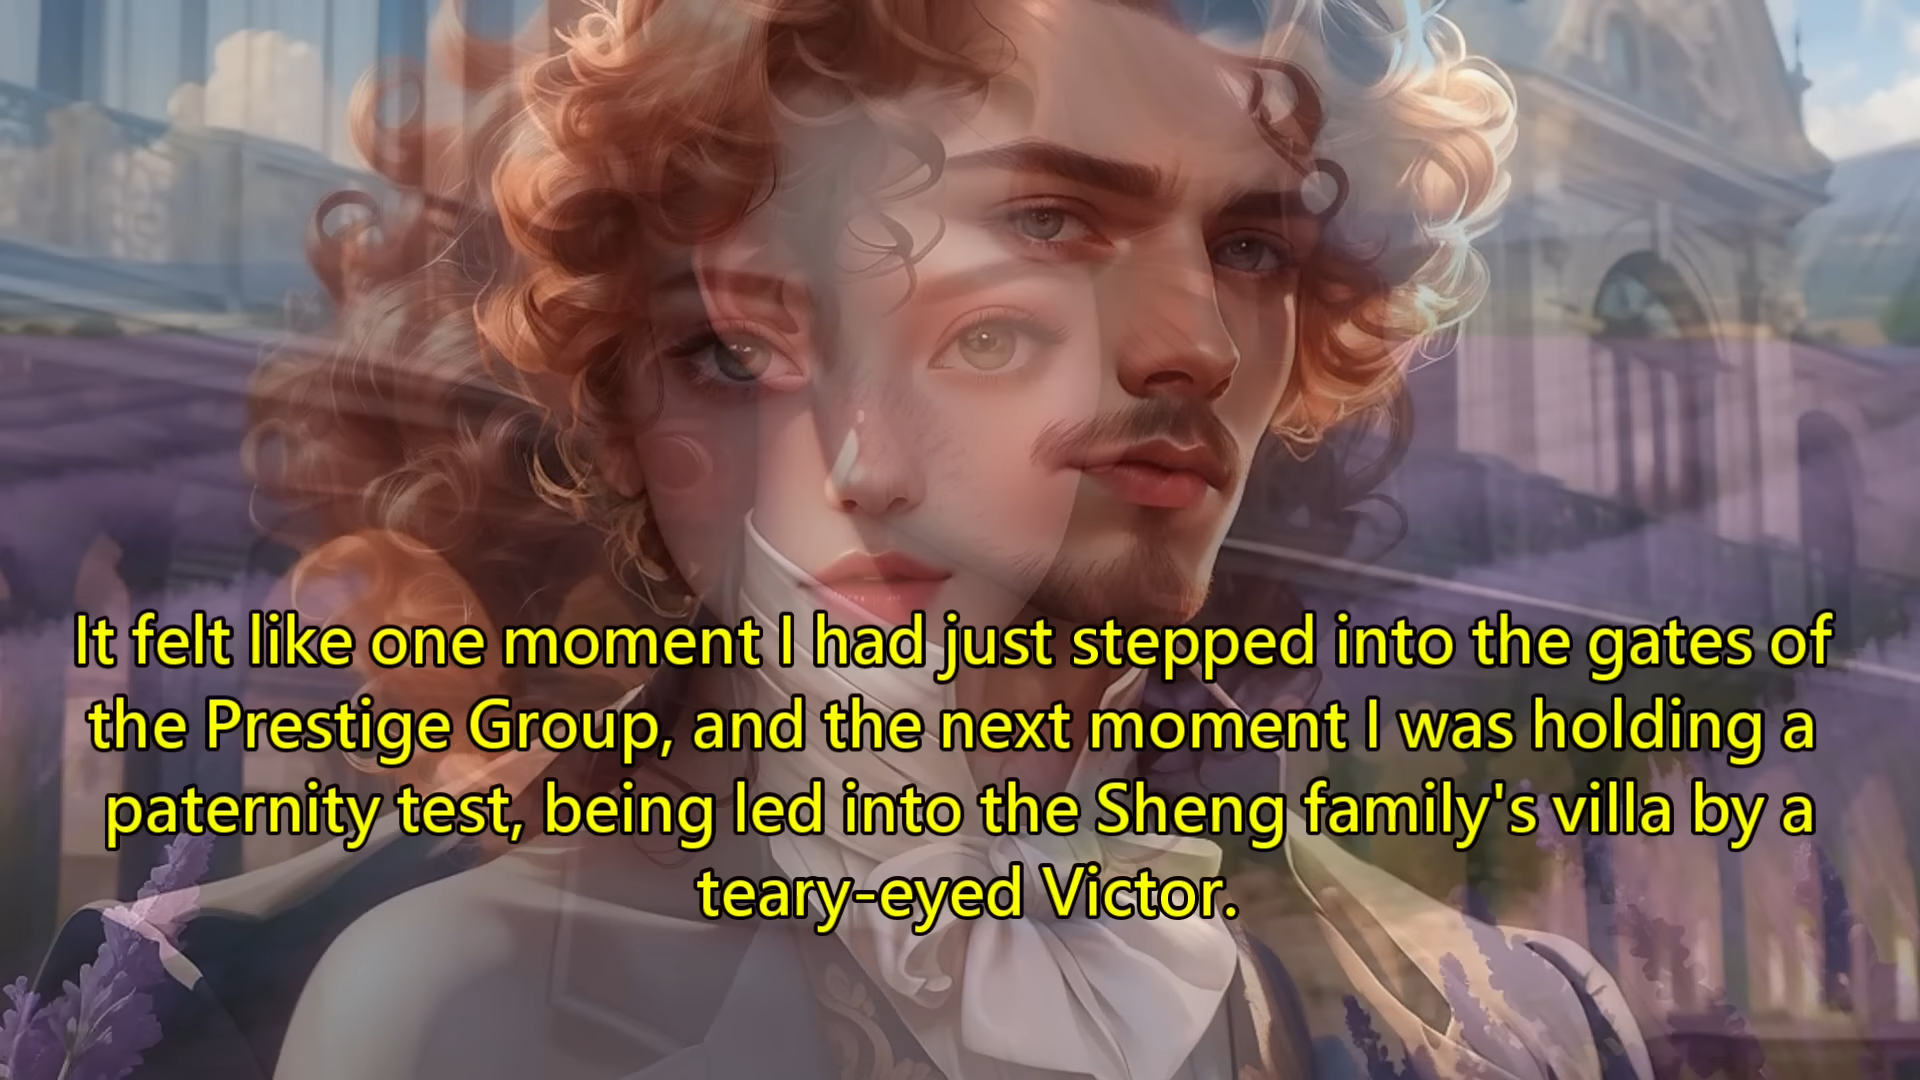 It felt like one moment I had just stepped into the gates of
the Prestige Group, and the next moment I was holding a
paternity test, being led into the Sheng family's villa by a
teary-eyed Victor.